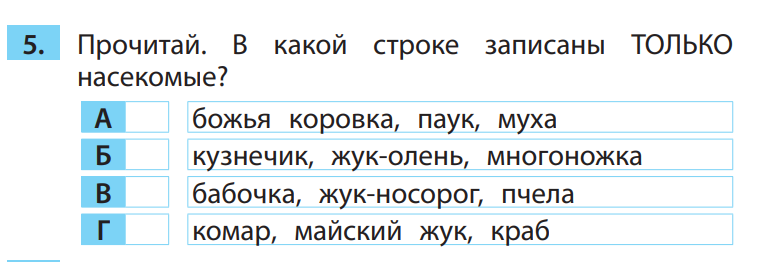 5. Прочитай. В какой строке записаны ТОЛЬКО
насекомые?
А божья коровка, паук, муха
Б кузнечик, жук-олень, многоножка
В бабочка, жук-носорог, пчела
Г комар, майский жук, краб